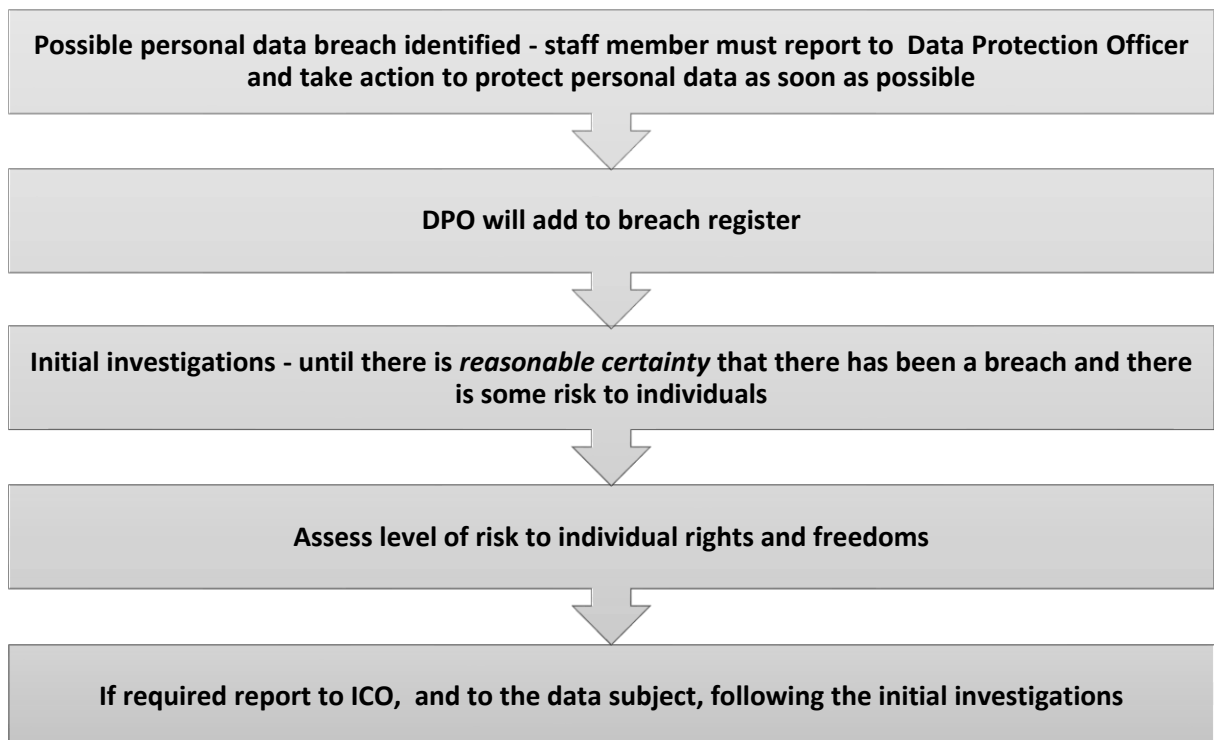 Possible personal data breach identified - staff member must report to  Data Protection Officer
and take action to protect personal data as soon as possible
DPO will add to breach register
Initial investigations - until there is reasonable certainty that there has been a breach and there
is some risk to individuals
Assess level of risk to individual rights and freedoms
If required report to ICO,  and to the data subject, following the initial investigations